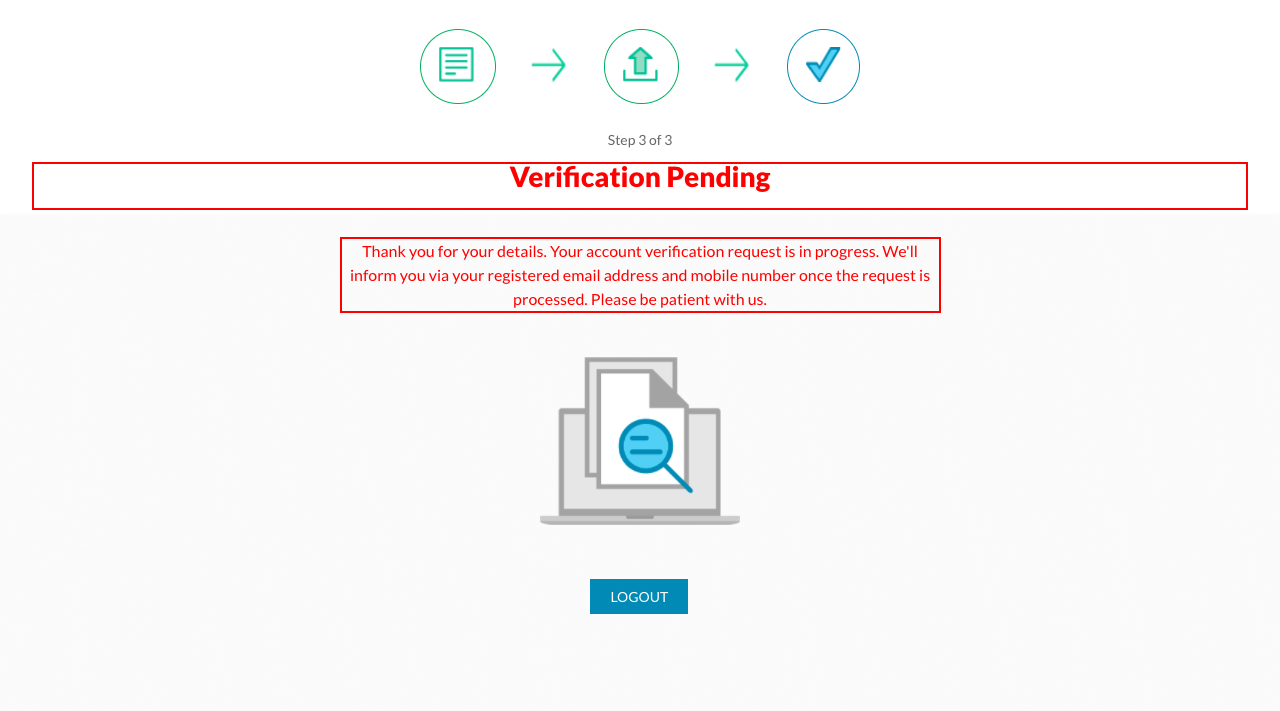 Step 3 of 3
Verification Pending
Thank you for your details. Your account verification request is in progress. We'll
inform you via your registered email address and mobile number once the request is
processed. Please be patient with us.
LOGOUT